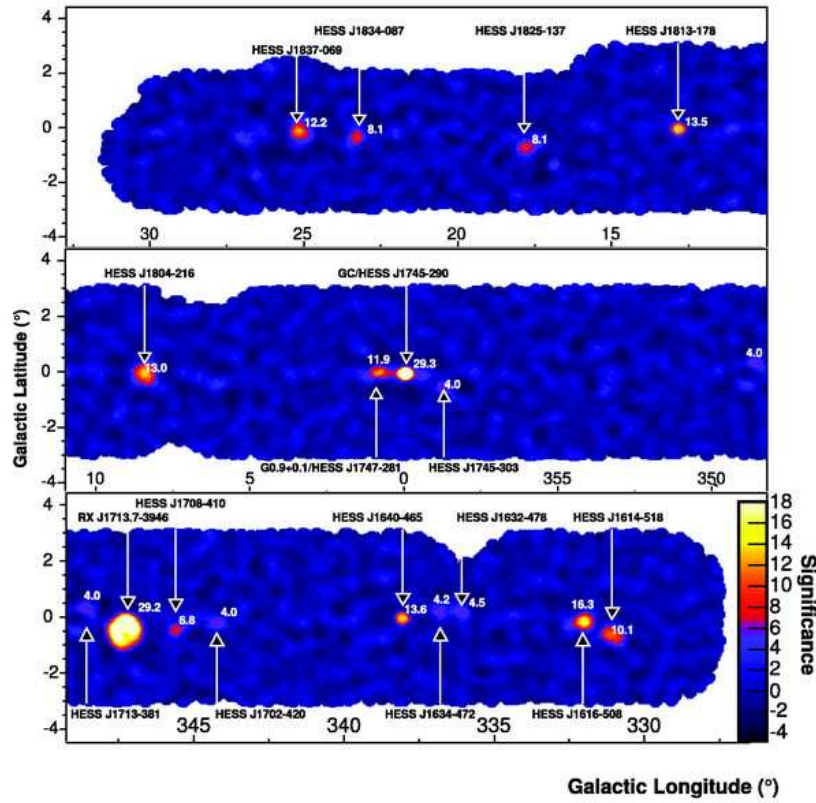 HESS J1834-087
HESS J1825-137
HESS J1813-178
HESS J1837-069
4
2
0
-2
-4
12.2
8.1
8.1
13.5
30
25
20
15
HESS J1804-216
GC/HESS J1745-290
4
2
0
-2
-4
13.0
11.9
29.3
4.0
4.0
G0.9+0.1/HESS J1747-281
HESS J1745-303
10
5
0
355
350
Galactic Latitude (°)
HESS J1708-410
RX J1713.7-3946
HESS J1640-465
HESS J1632-478
HESS J1614-518
4
2
0
-2
-4
4.0
29.2
6.8
4.0
13.6
4.2
4.5
16.3
10.1
HESS J1713-381
HESS J1702-420
HESS J1634-472
HESS J1616-508
345
340
335
330
18
16
14
12
10
8
6
4
2
0
-2
-4
Significance
Galactic Longitude (°)